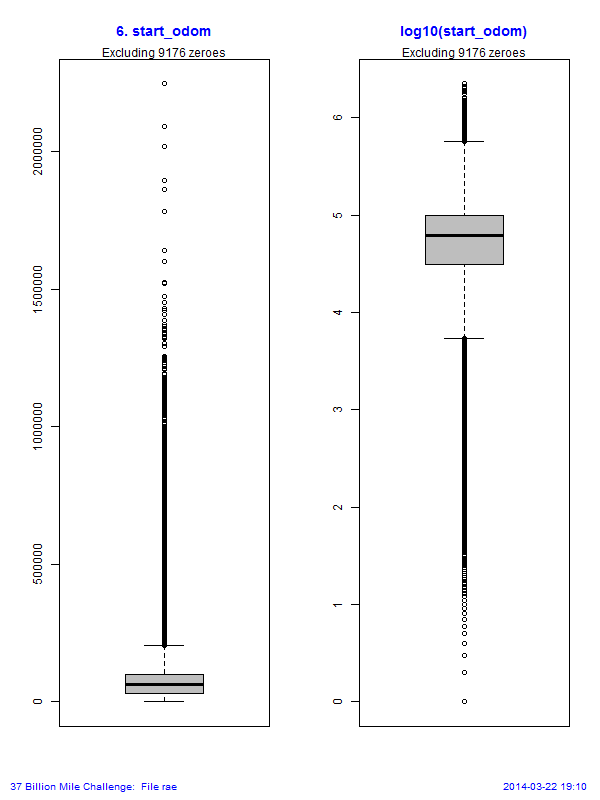 6. start_odom
log10(start_odom)
Excluding 9176 zeroes
Excluding 9176 zeroes
2000000
1500000
1000000
500000
0
6
5
4
3
2
1
0
37 Billion Mile Challenge: File rae
2014-03-22 19:10